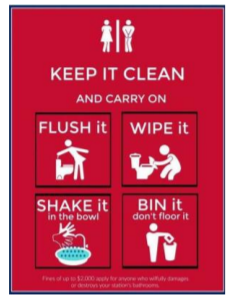 KEEP IT CLEAN
AND CARRY ON
FLUSH it
WIPE it
SHAKE it
in the bowl
BIN it
don't floor it
Fines of up to $2,000 apply for anyone who wilfully damages
or destroys your station's bathrooms.